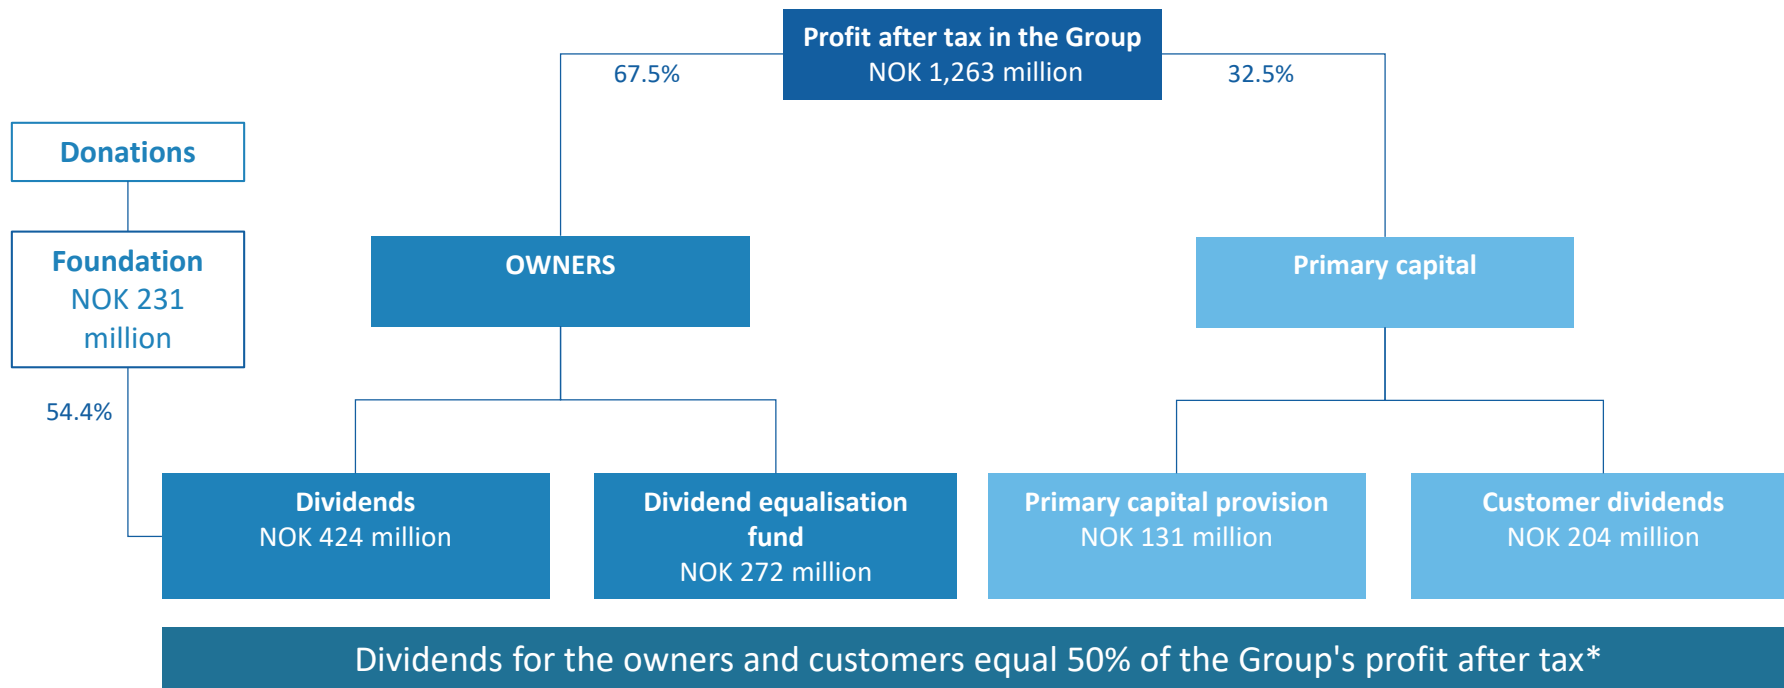 Profit after tax in the Group
NOK 1,263 million
67.5%
32.5%
Donations
Foundation
NOK 231
million
54.4%
OWNERS
Primary capital
Dividends
NOK 424 million
Dividend equalisation
fund
NOK 272 million
Primary capital provision
NOK 131 million
Customer dividends
NOK 204 million
Dividends for the owners and customers equal 50% of the Group's profit after tax*